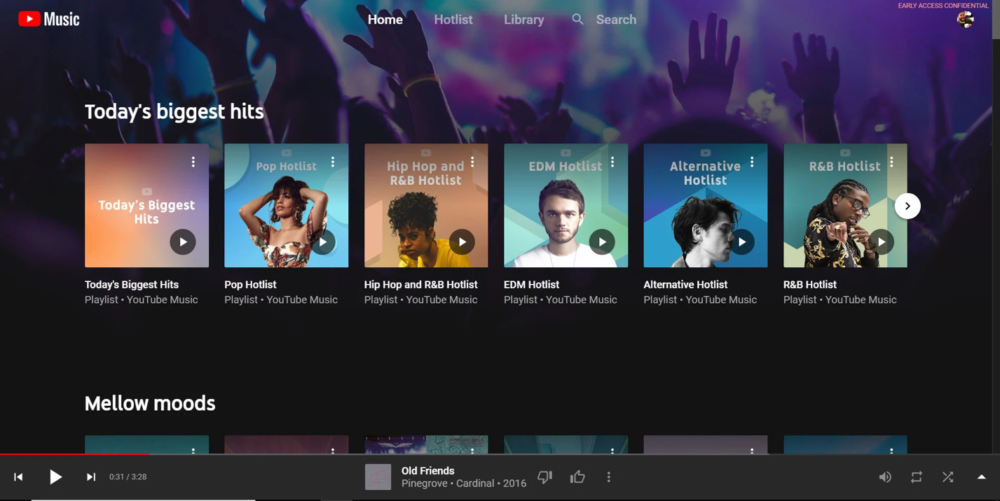 EARLY ACCESS CONFIDENTIAL
Music
Home
Hotlist
Library
Search
Today's biggest hits
Today's Biggest
Hits
Pop Hotlist
Hip Hop and
R&B Hotlist
EDM Hotlist
Alternative
Hotlist
R&B Hotlist
Today's Biggest Hits
Playlist • YouTube Music
Pop Hotlist
Playlist • YouTube Music
Hip Hop and R&B Hotlist
Playlist • YouTube Music
EDM Hotlist
Playlist • YouTube Music
Alternative Hotlist
Playlist • YouTube Music
R&B Hotlist
Playlist • YouTube Music
Mellow moods
0:31 / 3:28
Old Friends
Pinegrove • Cardinal • 2016